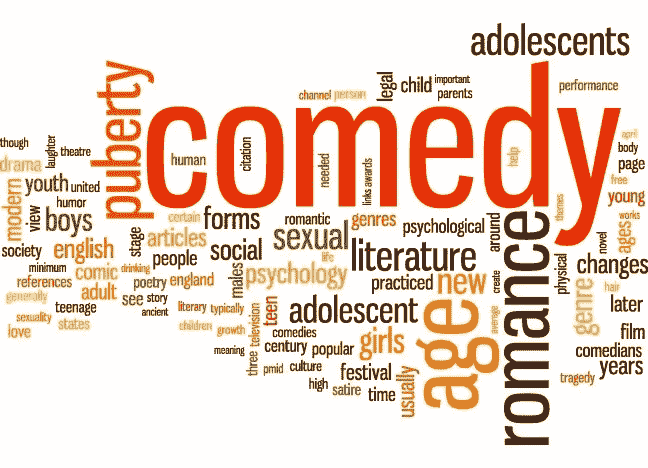 adolescents
comedy
puberty
legal
child
important
parents
channel
person
performance
though
laughter
theatre
drama
human
citation
needed
links
awards
help
april
body
page
free
young
modern
youth
united
humor
view
boys
certain
forms
romantic
genres
psychological
around
romance
themes
works
ages
novel
society
english
stage
articles
people
social
sexual
life
literature
physical
changes
minimum
references
comic
drinking
adult
poetry
england
males
psychology
practiced
new
create
genre
hair
later
generally
teenage
see
story
ancient
literary
typically
teen
adolescent
age
average
sexuality
love
states
children
growth
television
three
comedies
century
popular
girls
film
comedians
years
meaning
pmid
culture
high
satire
festival
time
usually
tragedy